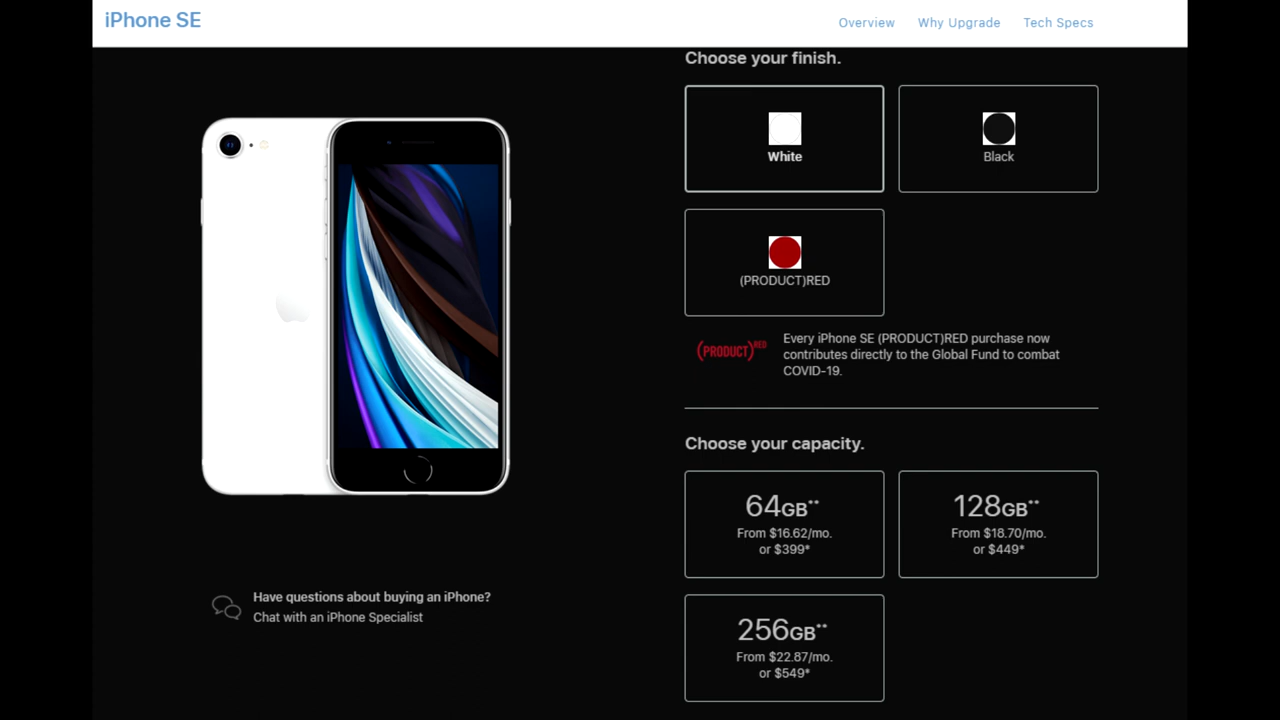 iPhone SE
Overview
Why Upgrade
Tech Specs
Choose your finish.
White
Black
(PRODUCT)RED
(PRODUCT)RED
Every iPhone SE (PRODUCT)RED purchase now
contributes directly to the Global Fund to combat
COVID-19.
Choose your capacity.
64GB**
From $16.62/mo.
or $399*
128GB**
From $18.70/mo.
or $449*
256GB**
From $22.87/mo.
or $549*
Have questions about buying an iPhone?
Chat with an iPhone Specialist